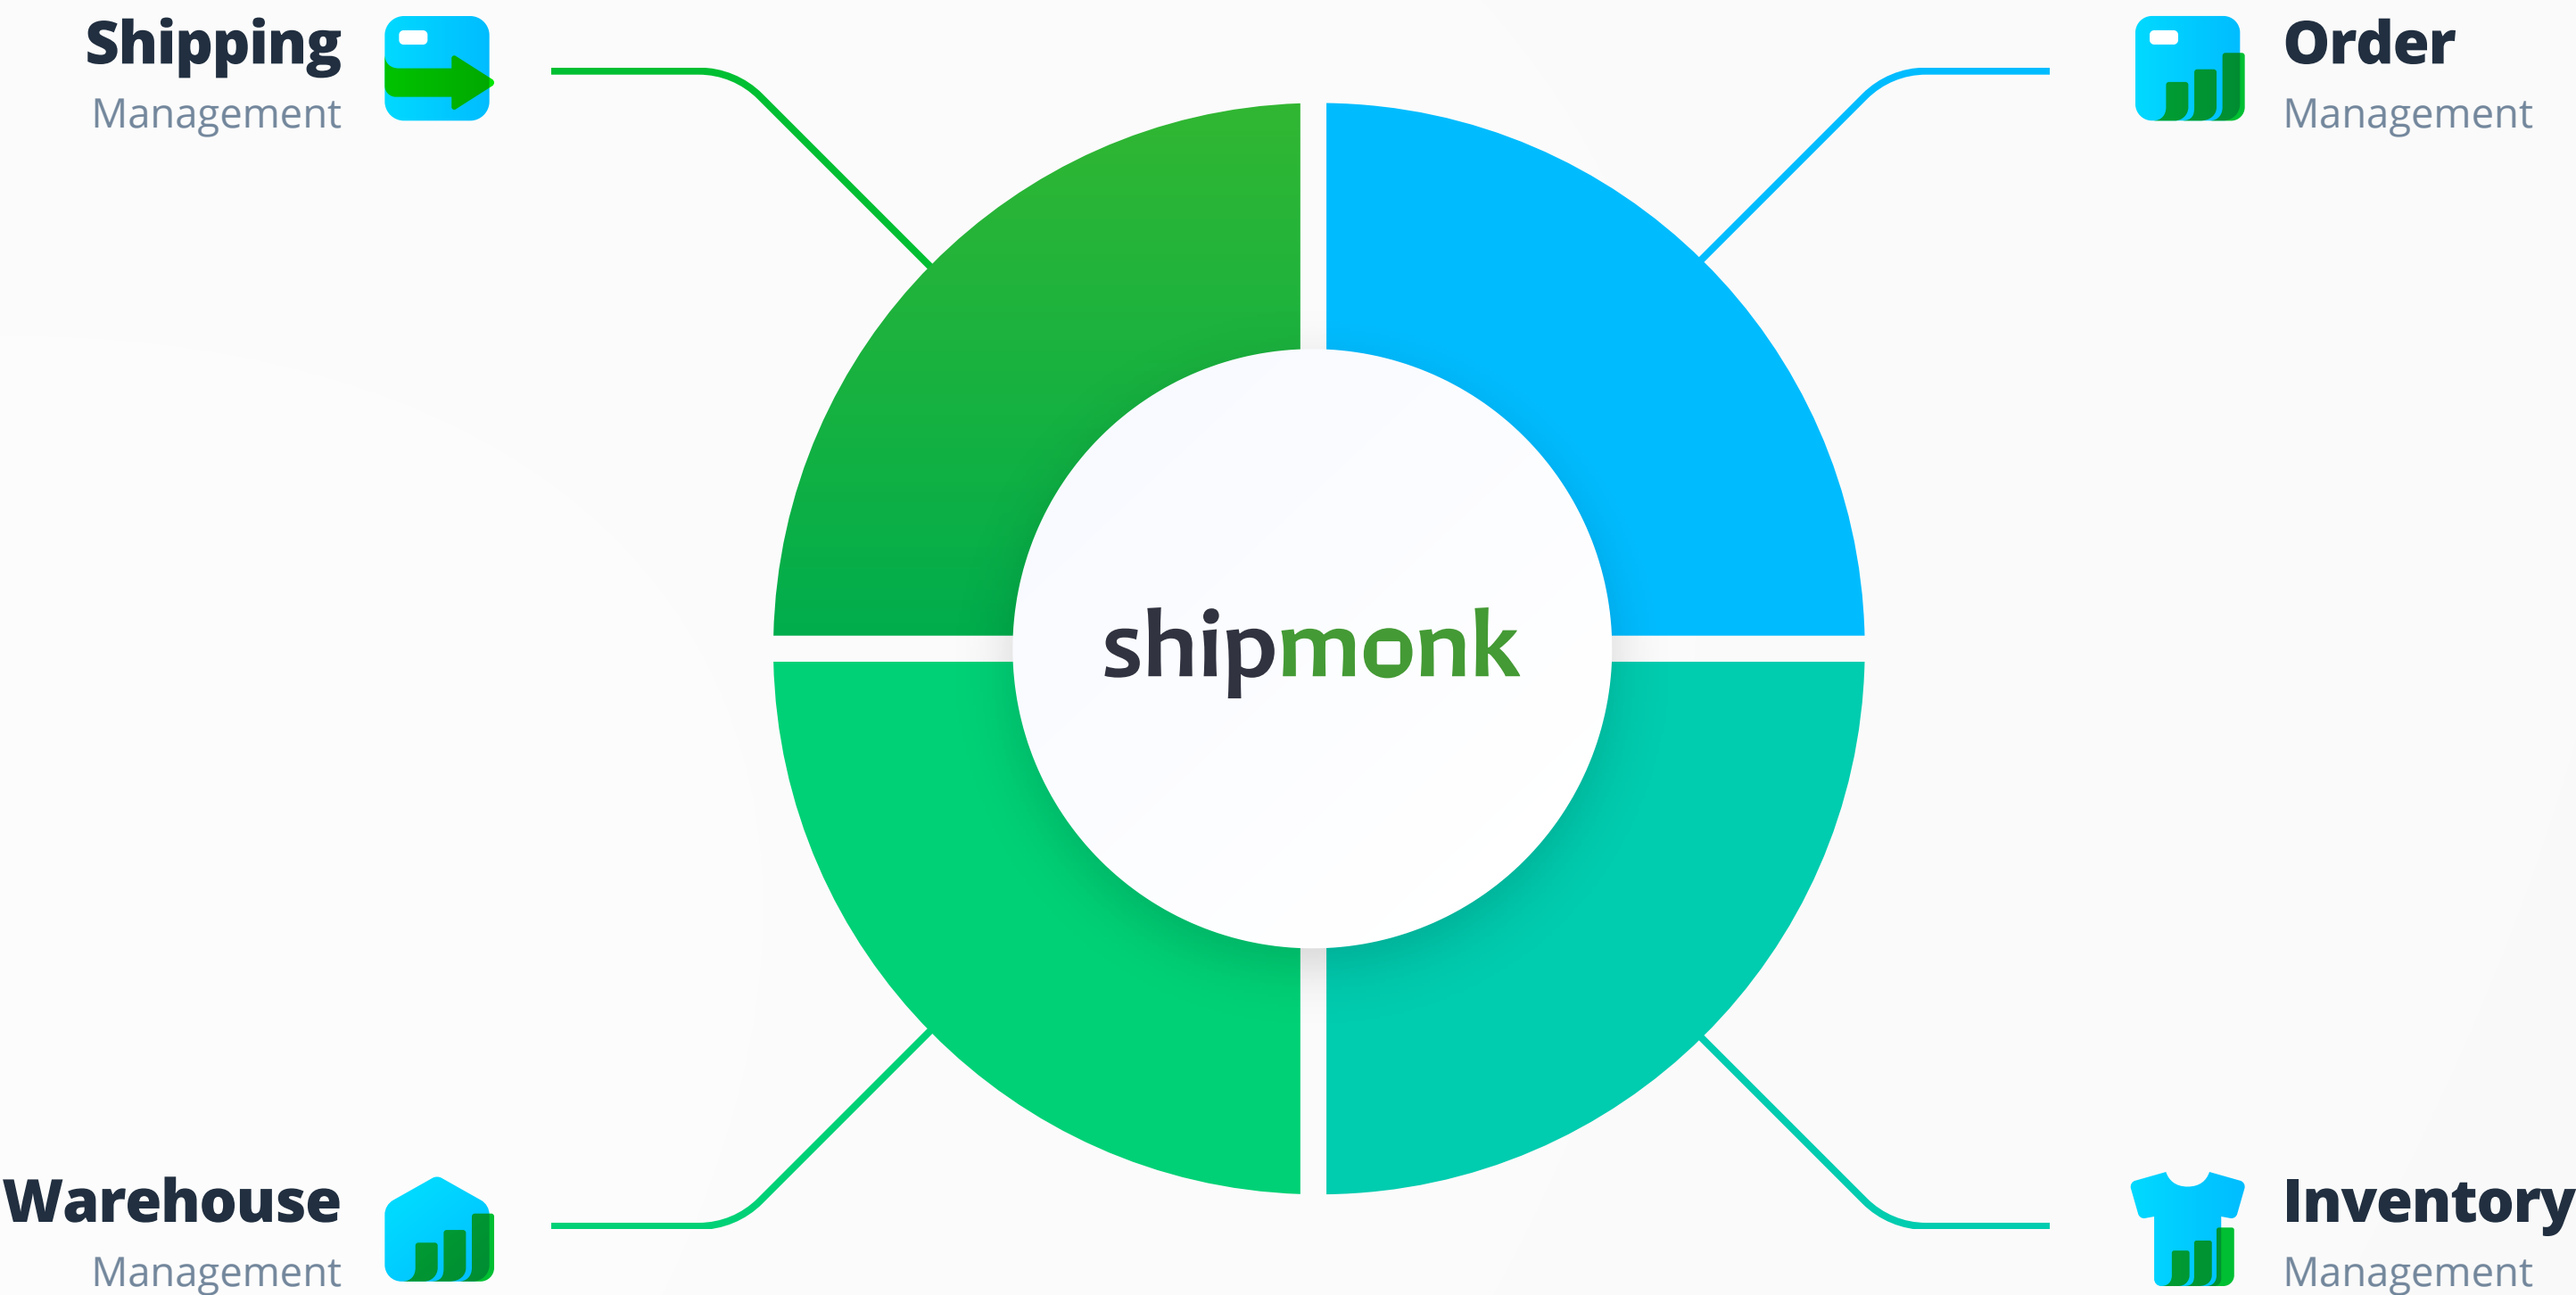 Shipping
Management
Order
Management
shipmonk
Warehouse
Management
Inventory
Management